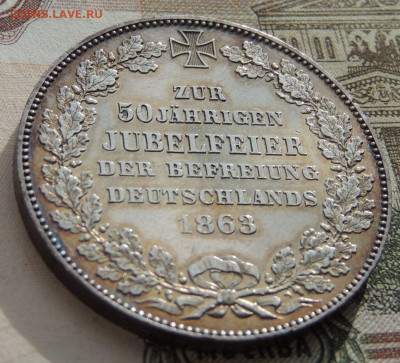 COINS.LAVE.RU
ZUR
50 JÄHRIGEN
JUBELFEIER
DER BEFREIUNG
DEUTSCHLANDS
1863